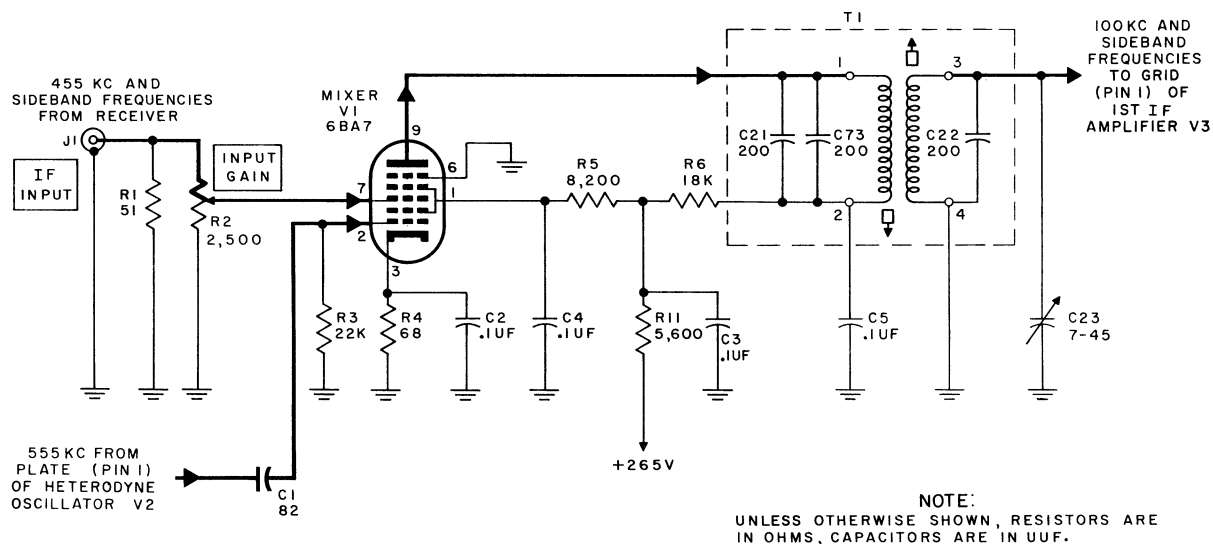 455 KC AND
SIDEBAND FREQUENCIES
FROM RECEIVER
J1
IF
INPUT
R1
51
INPUT
GAIN
R2
2,500
MIXER
V1
6BA7
9
6
1
7
2
3
R3
22K
R4
68
C2
.1UF
C4
.1UF
R5
8,200
R6
18K
R11
5,600
C3
.1UF
+265V
T1
1
3
C21
200
C73
200
C22
200
2
4
C5
.1UF
C23
7-45
100KC AND
SIDEBAND
FREQUENCIES
TO GRID
(PIN 1) OF
1ST IF
AMPLIFIER V3
555KC FROM
PLATE (PIN 1)
OF HETERODYNE
OSCILLATOR V2
C1
82
NOTE:
UNLESS OTHERWISE SHOWN, RESISTORS ARE
IN OHMS, CAPACITORS ARE IN UUF.